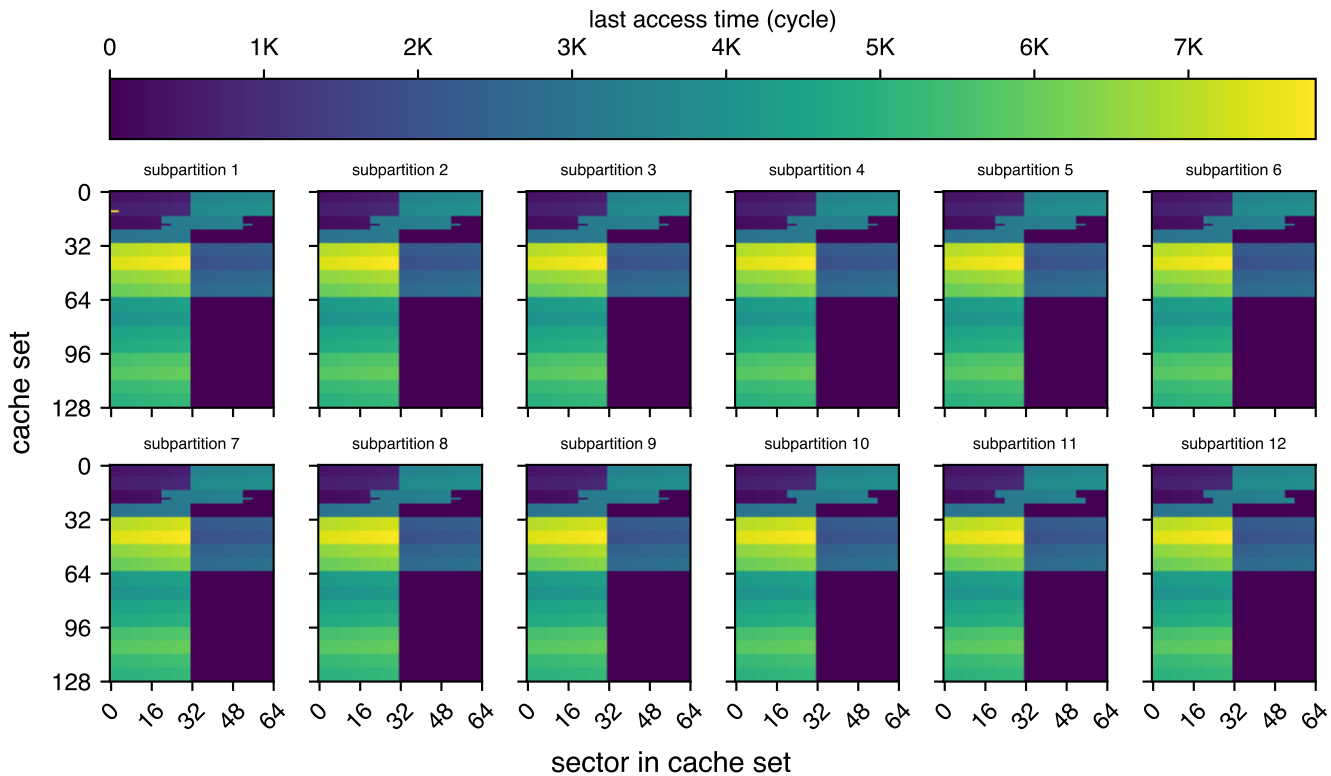 last access time (cycle)
0 1K 2K 3K 4K 5K 6K 7K
subpartition 1 subpartition 2 subpartition 3 subpartition 4 subpartition 5 subpartition 6
0
32
64
96
128
subpartition 7 subpartition 8 subpartition 9 subpartition 10 subpartition 11 subpartition 12
0
32
64
96
128
cache set
0 16 32 48 64 0 16 32 48 64 0 16 32 48 64 0 16 32 48 64 0 16 32 48 64 0 16 32 48 64
sector in cache set